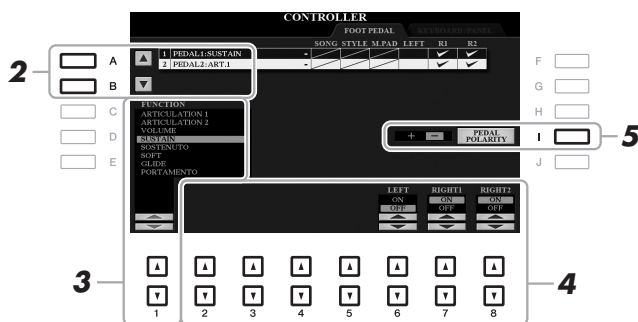 CONTROLLER
FOOT PEDAL
KEYBOARD/PANEL
SONG STYLE M.PAD LEFT R1 R2
1 PEDAL1:SUSTAIN -
2 PEDAL2:ART.1 -
2
A
B
C
D
E
F
G
H
I
J
5
FUNCTION
ARTICULATION 1
ARTICULATION 2
VOLUME
SUSTAIN
SOSTENUTO
SOFT
GLIDE
PORTAMENTO
+ −
PEDAL
POLARITY
LEFT RIGHT1 RIGHT2
ON ON ON
OFF OFF OFF
3
4
1 2 3 4 5 6 7 8